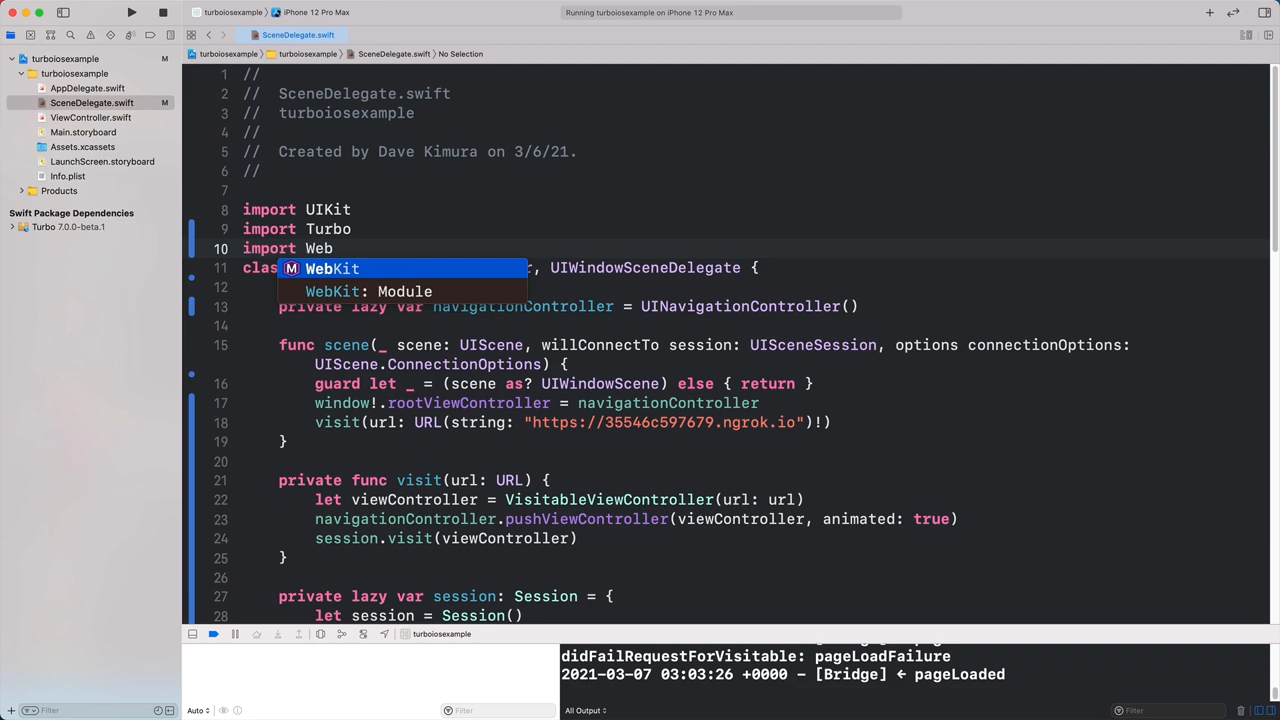 turboiosexample
iPhone 12 Pro Max
Running turboiosexample on iPhone 12 Pro Max
SceneDelegate.swift
turboiosexample
turboiosexample
SceneDelegate.swift
No Selection
turboiosexample M
turboiosexample
AppDelegate.swift
SceneDelegate.swift M
ViewController.swift
Main.storyboard
Assets.xcassets
LaunchScreen.storyboard
Info.plist
Products
Swift Package Dependencies
Turbo 7.0.0-beta.1
1 //
2 // SceneDelegate.swift
3 // turboiosexample
4 //
5 // Created by Dave Kimura on 3/6/21.
6 //
7
8 import UIKit
9 import Turbo
10 import Web
M WebKit
WebKit: Module
11 clas , UIWindowSceneDelegate {
12
13 private lazy var navigationController = UINavigationController()
14
15 func scene(_ scene: UIScene, willConnectTo session: UISceneSession, options connectionOptions:
UIScene.ConnectionOptions) {
16 guard let _ = (scene as? UIWindowScene) else { return }
17 window!.rootViewController = navigationController
18 visit(url: URL(string: "https://35546c597679.ngrok.io")!)
19 }
20
21 private func visit(url: URL) {
22 let viewController = VisitableViewController(url: url)
23 navigationController.pushViewController(viewController, animated: true)
24 session.visit(viewController)
25 }
26
27 private lazy var session: Session = {
28 let session = Session()
turboiosexample
didFailRequestForVisitable: pageLoadFailure
2021-03-07 03:03:26 +0000 - [Bridge] ← pageLoaded
Filter
Auto
Filter
All Output
Filter